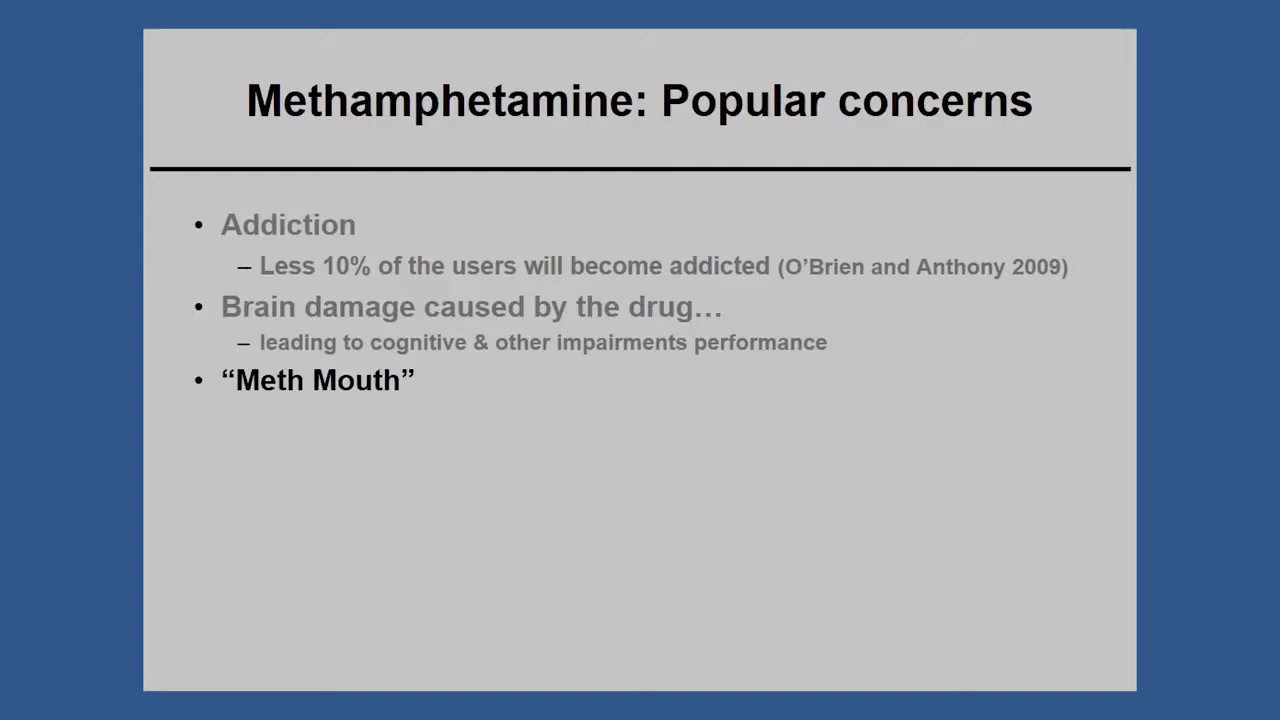 Methamphetamine: Popular concerns
• Addiction
– Less 10% of the users will become addicted (O’Brien and Anthony 2009)
• Brain damage caused by the drug…
– leading to cognitive & other impairments performance
• “Meth Mouth”